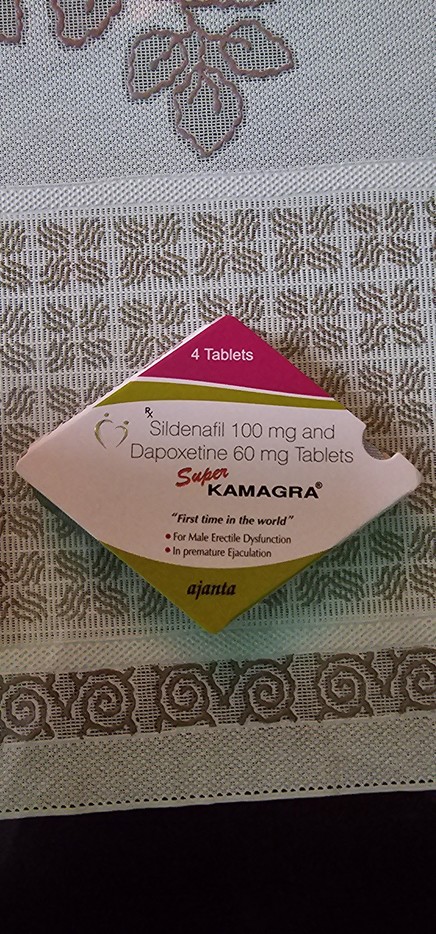 4 Tablets
Rx
Sildenafil 100 mg and
Dapoxetine 60 mg Tablets
Super
KAMAGRA®
"First time in the world"
• For Male Erectile Dysfunction
• In premature Ejaculation
ajanta